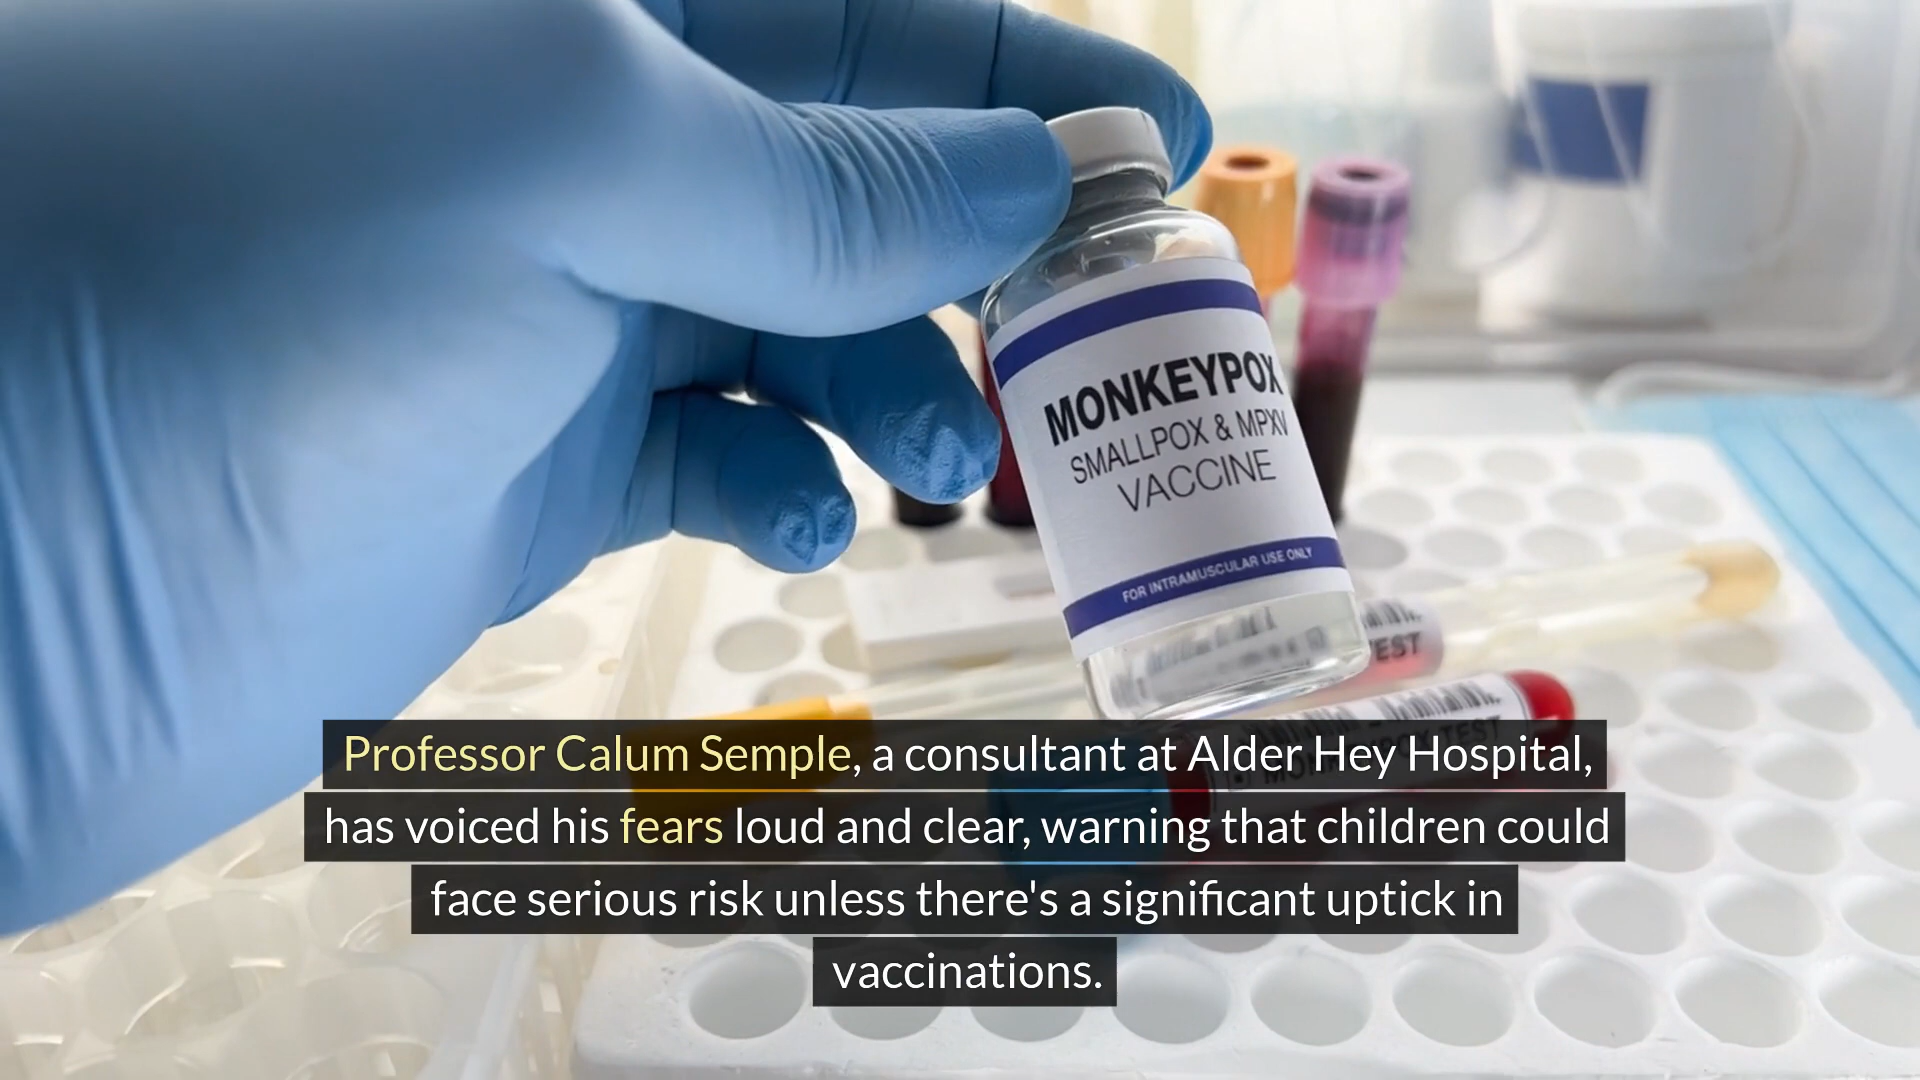 MONKEYPOX
SMALLPOX & MPXV
VACCINE
FOR INTRAMUSCULAR USE ONLY
TEST
Professor Calum Semple, a consultant at Alder Hey Hospital,
has voiced his fears loud and clear, warning that children could
face serious risk unless there's a significant uptick in
vaccinations.